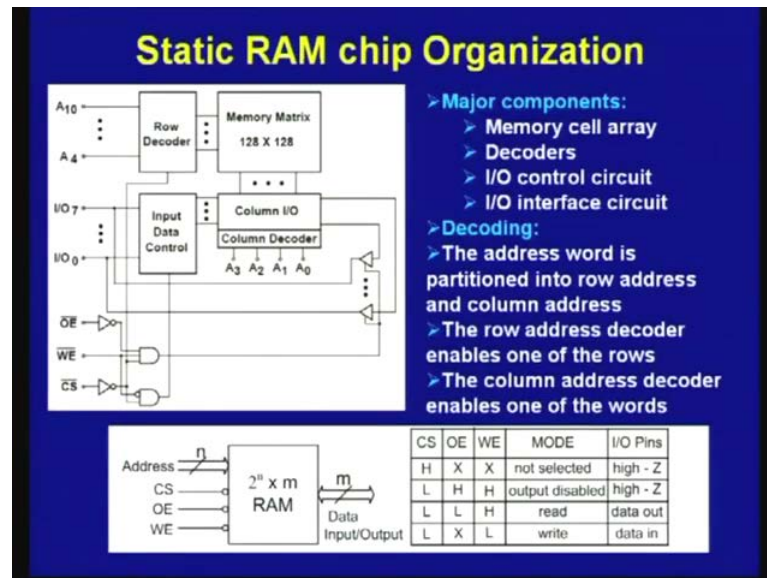 Static RAM chip Organization
A10
A4
Row
Decoder
Memory Matrix
128 X 128
I/O 7
I/O 0
Input
Data
Control
Column I/O
Column Decoder
A3 A2 A1 A0
OE
WE
CS
➢Major components:
➢ Memory cell array
➢ Decoders
➢ I/O control circuit
➢ I/O interface circuit
➢Decoding:
➢The address word is
partitioned into row address
and column address
➢The row address decoder
enables one of the rows
➢The column address decoder
enables one of the words
Address
n
CS
OE
WE
2ⁿ x m
RAM
m
Data
Input/Output
CS OE WE MODE I/O Pins
H X X not selected high - Z
L H H output disabled high - Z
L L H read data out
L X L write data in